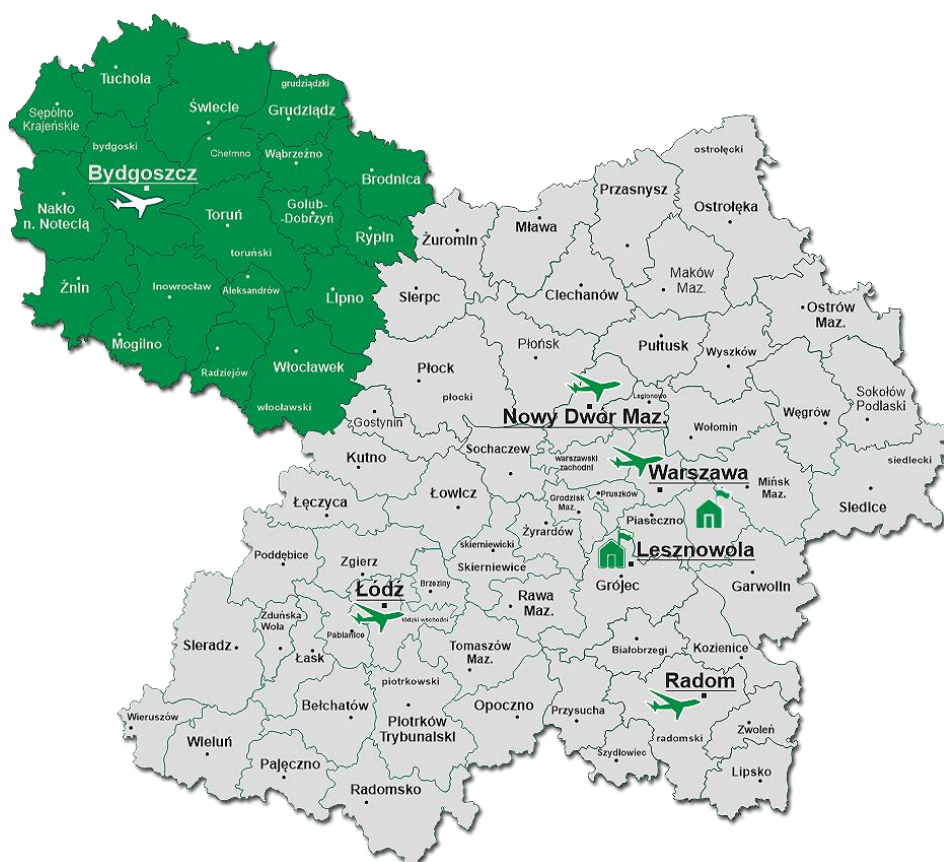 Tuchola
grudziądzki
Sępólno
Krajeńskie
Świecie
Grudziądz
bydgoski
Chełmno
Wąbrzeźno
Bydgoszcz
Brodnica
Nakło
n. Notecią
Toruń
Golub-
-Dobrzyń
Rypin
toruński
Żnin
Inowrocław
Aleksandrów
Lipno
Mogilno
Radziejów
Włocławek
włocławski
ostrołęcki
Przasnysz
Ostrołęka
Żuromin
Mława
Maków
Maz.
Sierpc
Ciechanów
Ostrów
Maz.
Płońsk
Pułtusk
Wyszków
Płock
płocki
Legionowo
Sokołów
Podlaski
Węgrów
Gostynin
Nowy Dwór Maz.
Wołomin
Kutno
Sochaczew
warszawski
zachodni
Warszawa
siedlecki
Mińsk
Maz.
Siedlce
Łęczyca
Łowicz
Grodzisk
Maz.
Pruszków
Piaseczno
Żyrardów
skierniewicki
Skierniewice
Lesznowola
Poddębice
Zgierz
Brzeziny
Grójec
Garwolin
Łódź
łódzki wschodni
Rawa
Maz.
Zduńska
Wola
Pabianice
Sieradz
Łask
Tomaszów
Maz.
Białobrzegi
Kozienice
piotrkowski
Radom
Bełchatów
Piotrków
Trybunalski
Opoczno
Przysucha
Wieruszów
Wieluń
radomski
Zwoleń
Szydłowiec
Pajęczno
Lipsko
Radomsko